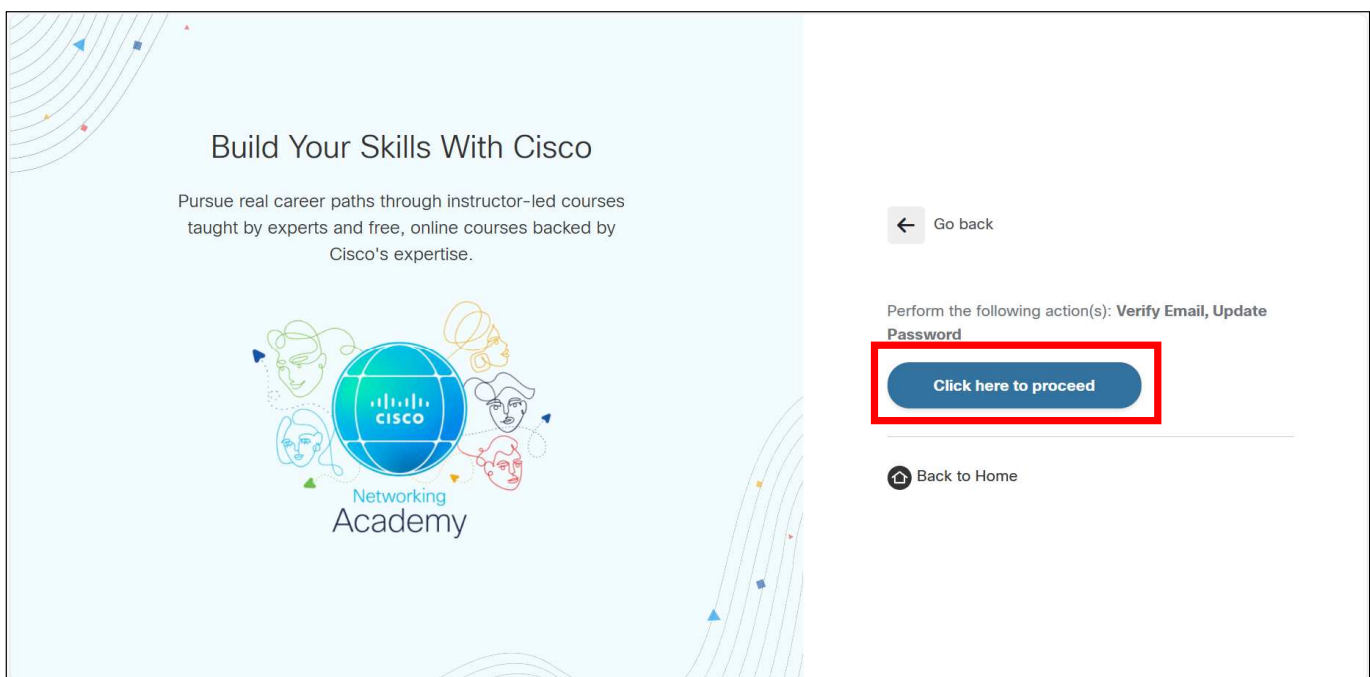 Build Your Skills With Cisco
Pursue real career paths through instructor-led courses
taught by experts and free, online courses backed by
Cisco's expertise.
CISCO
Networking
Academy
Go back
Perform the following action(s): Verify Email, Update
Password
Click here to proceed
Back to Home